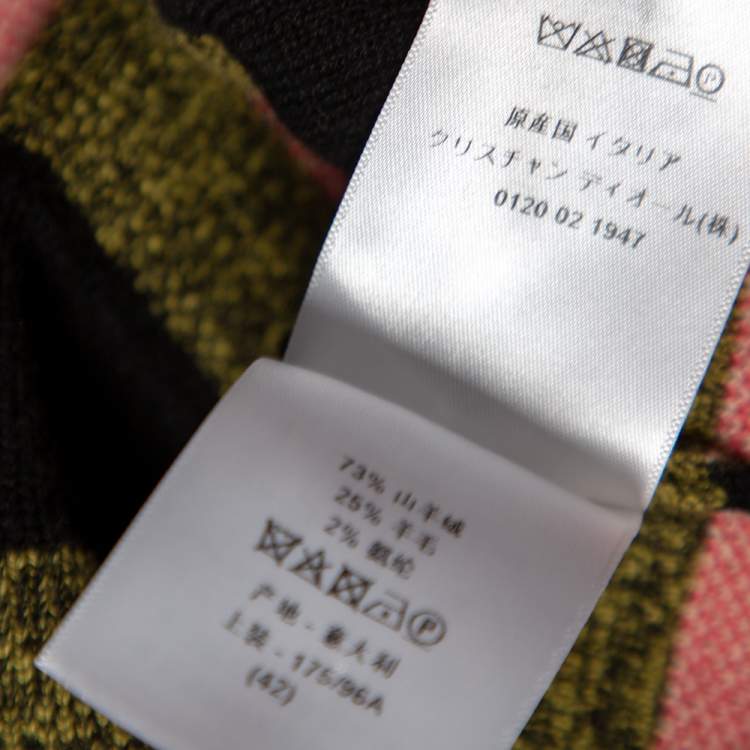 P
原産国 イタリア
クリスチャン ディオール(株)
0120 02 1947
73% 山羊绒
25% 羊毛
2% 氨纶
P
产地 - 意大利
上装 - 175/96A
(42)